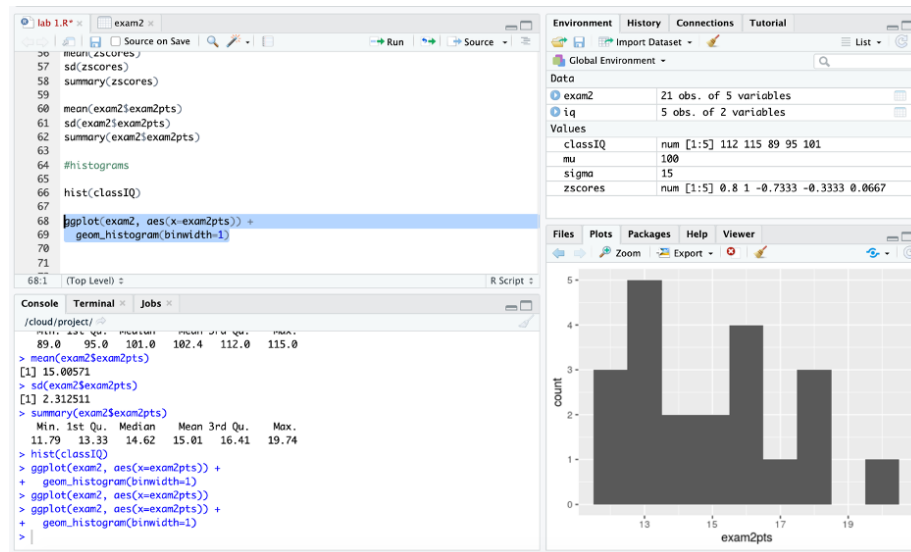 lab 1.R* ×
exam2 ×
Source on Save
Run
Source
56 mean(zscores)
57 sd(zscores)
58 summary(zscores)
59
60 mean(exam2$exam2pts)
61 sd(exam2$exam2pts)
62 summary(exam2$exam2pts)
63
64 #histograms
65
66 hist(classIQ)
67
68 ggplot(exam2, aes(x=exam2pts)) +
69 geom_histogram(binwidth=1)
70
71
68:1 (Top Level) R Script
Console Terminal × Jobs ×
/cloud/project/
Min. 1st Qu. Median Mean 3rd Qu. Max.
89.0 95.0 101.0 102.4 112.0 115.0
> mean(exam2$exam2pts)
[1] 15.00571
> sd(exam2$exam2pts)
[1] 2.312511
> summary(exam2$exam2pts)
Min. 1st Qu. Median Mean 3rd Qu. Max.
11.79 13.33 14.62 15.01 16.41 19.74
> hist(classIQ)
> ggplot(exam2, aes(x=exam2pts)) +
+ geom_histogram(binwidth=1)
> ggplot(exam2, aes(x=exam2pts))
> ggplot(exam2, aes(x=exam2pts)) +
+ geom_histogram(binwidth=1)
>
Environment History Connections Tutorial
Import Dataset List
Global Environment
Data
exam2 21 obs. of 5 variables
iq 5 obs. of 2 variables
Values
classIQ num [1:5] 112 115 89 95 101
mu 100
sigma 15
zscores num [1:5] 0.8 1 -0.7333 -0.3333 0.0667
Files Plots Packages Help Viewer
Zoom Export
5
4
3
2
1
0
count
13 15 17 19
exam2pts